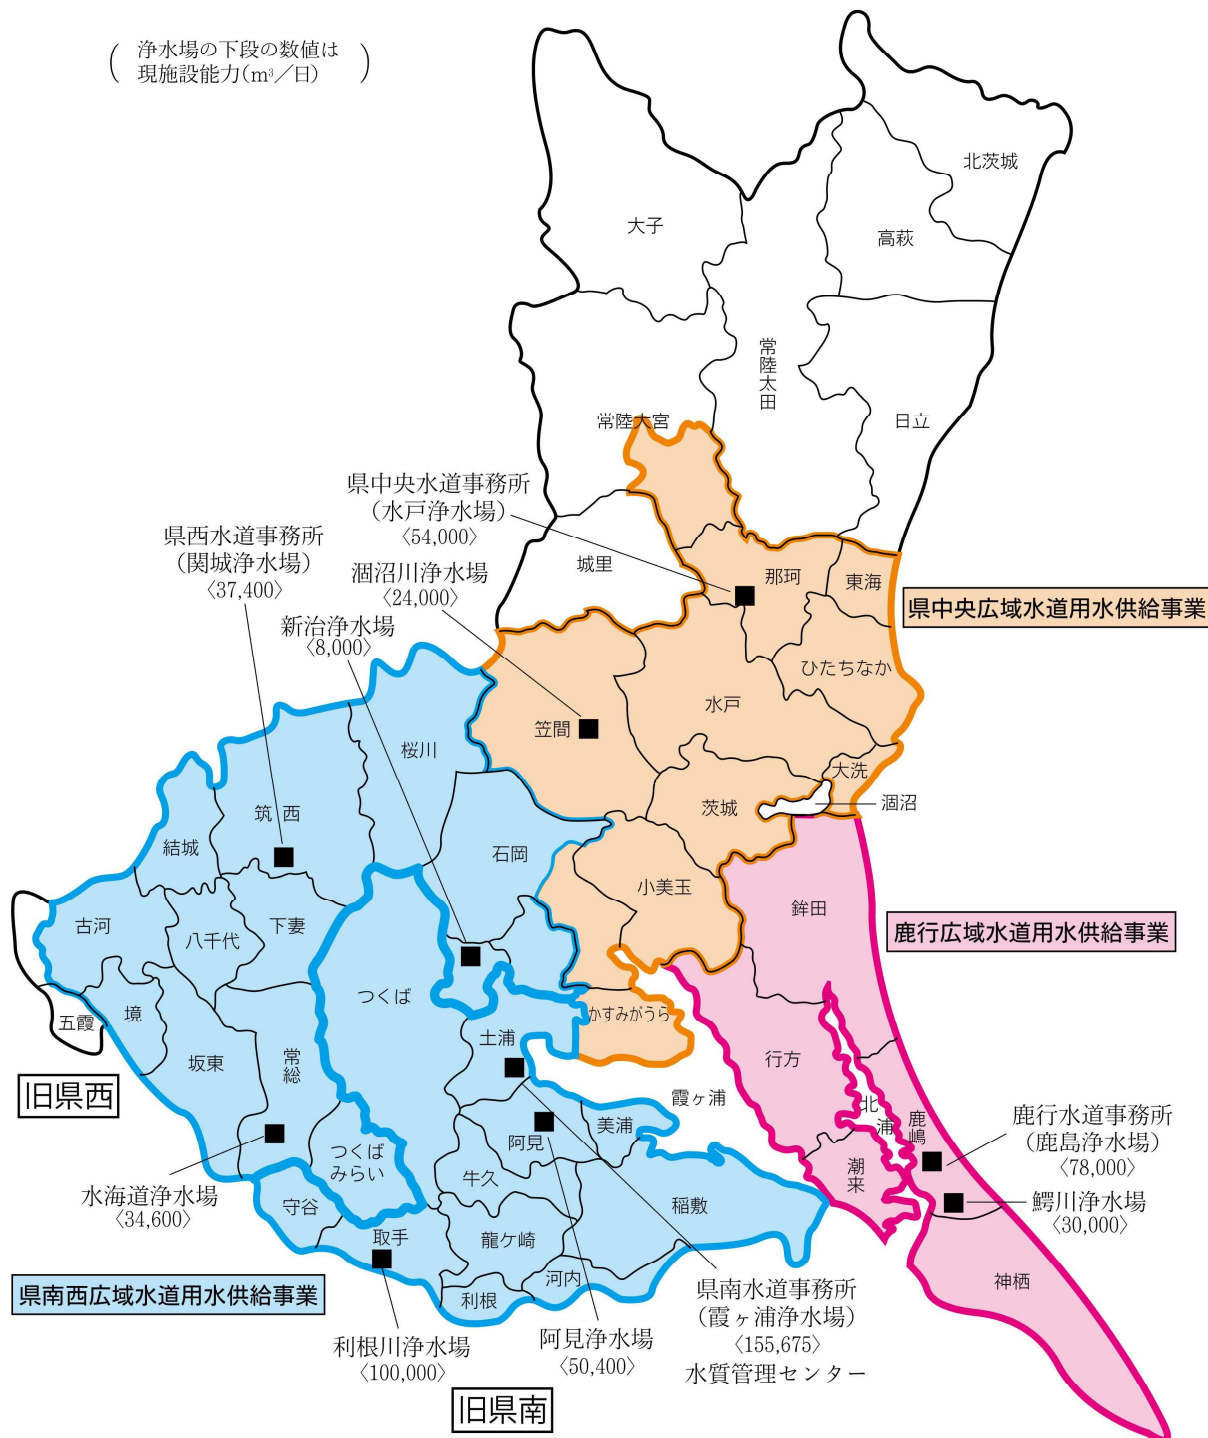 浄水場の下段の数値は
現施設能力(m³／日)
北茨城
大子
高萩
常陸太田
常陸大宮
日立
県中央水道事務所
（水戸浄水場）
〈54,000〉
県西水道事務所
（関城浄水場）
〈37,400〉
涸沼川浄水場
〈24,000〉
城里
那珂
東海
県中央広域水道用水供給事業
新治浄水場
〈8,000〉
ひたちなか
水戸
笠間
桜川
大洗
涸沼
茨城
筑西
結城
石岡
小美玉
鉾田
鹿行広域水道用水供給事業
古河
八千代
下妻
つくば
かすみがうら
五霞
境
坂東
常総
土浦
行方
旧県西
霞ヶ浦
北浦
鹿嶋
鹿行水道事務所
（鹿島浄水場）
〈78,000〉
阿見
美浦
つくば
みらい
牛久
潮来
水海道浄水場
〈34,600〉
守谷
稲敷
鰐川浄水場
〈30,000〉
取手
龍ケ崎
河内
神栖
県南西広域水道用水供給事業
利根
県南水道事務所
（霞ヶ浦浄水場）
〈155,675〉
水質管理センター
利根川浄水場
〈100,000〉
阿見浄水場
〈50,400〉
旧県南